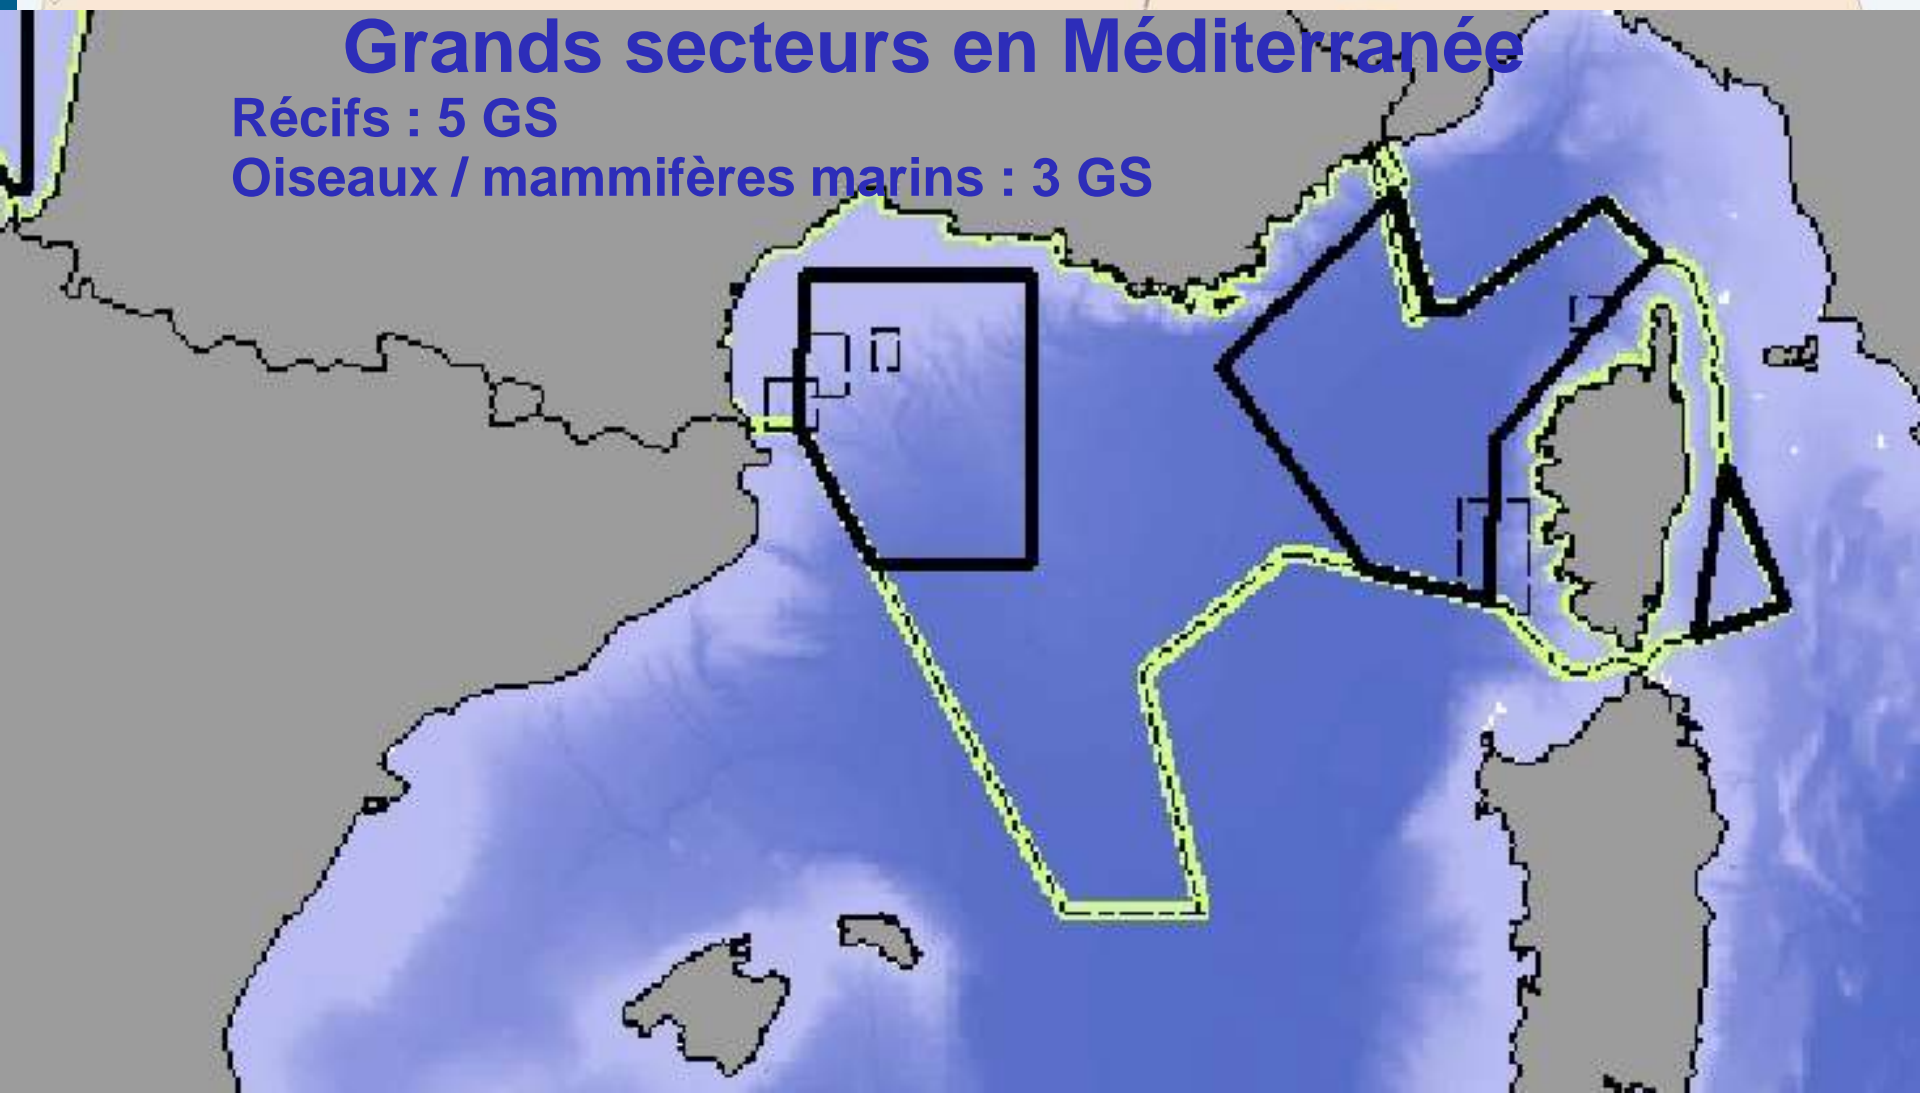 Grands secteurs en Méditerranée
Récifs : 5 GS
Oiseaux / mammifères marins : 3 GS